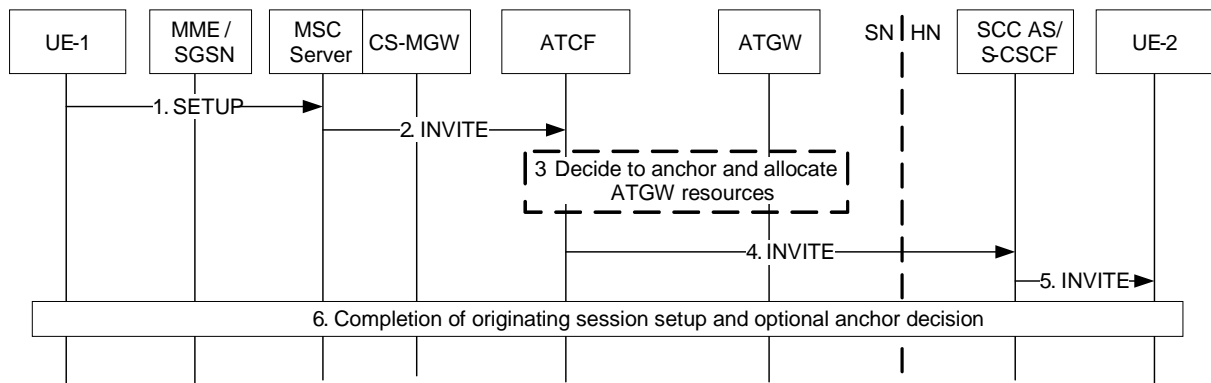 UE-1
MME /
SGSN
MSC
Server
CS-MGW
ATCF
ATGW
SN
HN
SCC AS/
S-CSCF
UE-2
1. SETUP
2. INVITE
3 Decide to anchor and allocate
ATGW resources
4. INVITE
5. INVITE
6. Completion of originating session setup and optional anchor decision